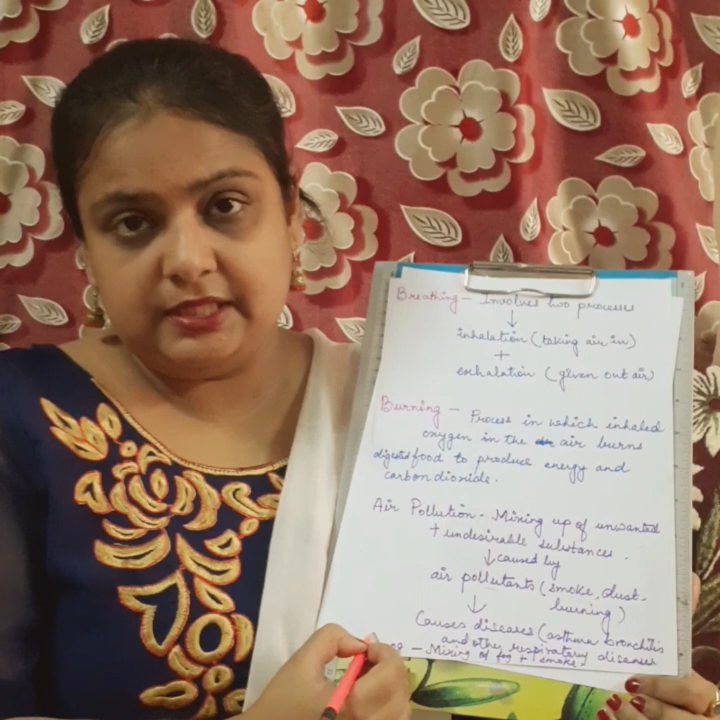 Breathing - Involves two processes
↓
inhalation (taking air in)
+
exhalation (given out air)
Burning - Process in which inhaled
oxygen in the air burns
digested food to produce energy and
carbon dioxide.
Air Pollution - Mixing up of unwanted
+ undesirable substances.
↓ caused by
air pollutants (smoke, dust,
burning)
↓
Causes diseases (asthma bronchitis
and other respiratory diseases
- Mixing of fog + smoke